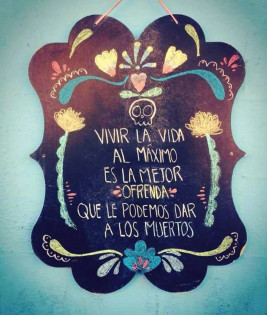 VIVIR LA VIDA
AL MÁXIMO
ES LA MEJOR
OFRENDA
QUE LE PODEMOS DAR
A LOS MUERTOS